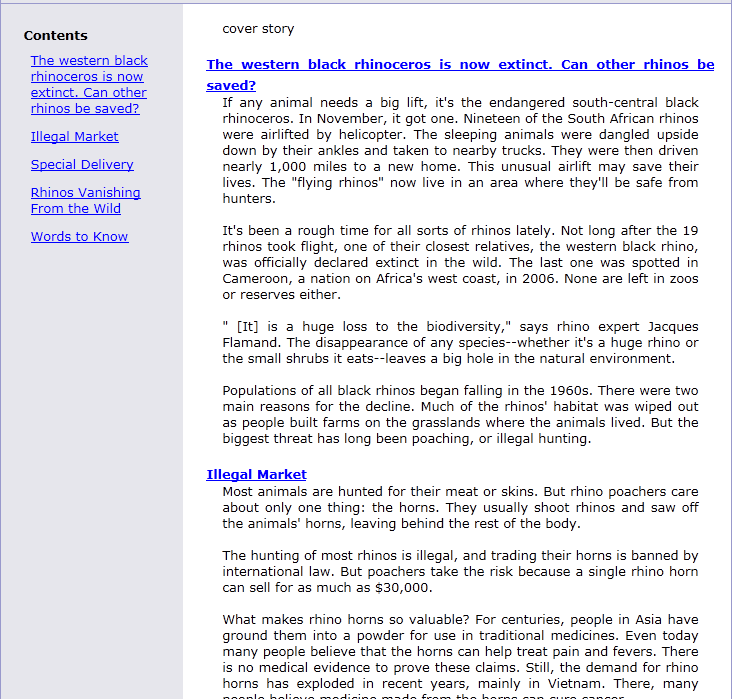 Contents
The western black
rhinoceros is now
extinct. Can other
rhinos be saved?
Illegal Market
Special Delivery
Rhinos Vanishing
From the Wild
Words to Know
cover story
The western black rhinoceros is now extinct. Can other rhinos be
saved?
If any animal needs a big lift, it's the endangered south-central black
rhinoceros. In November, it got one. Nineteen of the South African rhinos
were airlifted by helicopter. The sleeping animals were dangled upside
down by their ankles and taken to nearby trucks. They were then driven
nearly 1,000 miles to a new home. This unusual airlift may save their
lives. The "flying rhinos" now live in an area where they'll be safe from
hunters.
It's been a rough time for all sorts of rhinos lately. Not long after the 19
rhinos took flight, one of their closest relatives, the western black rhino,
was officially declared extinct in the wild. The last one was spotted in
Cameroon, a nation on Africa's west coast, in 2006. None are left in zoos
or reserves either.
" [It] is a huge loss to the biodiversity," says rhino expert Jacques
Flamand. The disappearance of any species--whether it's a huge rhino or
the small shrubs it eats--leaves a big hole in the natural environment.
Populations of all black rhinos began falling in the 1960s. There were two
main reasons for the decline. Much of the rhinos' habitat was wiped out
as people built farms on the grasslands where the animals lived. But the
biggest threat has long been poaching, or illegal hunting.
Illegal Market
Most animals are hunted for their meat or skins. But rhino poachers care
about only one thing: the horns. They usually shoot rhinos and saw off
the animals' horns, leaving behind the rest of the body.
The hunting of most rhinos is illegal, and trading their horns is banned by
international law. But poachers take the risk because a single rhino horn
can sell for as much as $30,000.
What makes rhino horns so valuable? For centuries, people in Asia have
ground them into a powder for use in traditional medicines. Even today
many people believe that the horns can help treat pain and fevers. There
is no medical evidence to prove these claims. Still, the demand for rhino
horns has exploded in recent years, mainly in Vietnam. There, many
people believe medicine made from the horns can cure cancer.